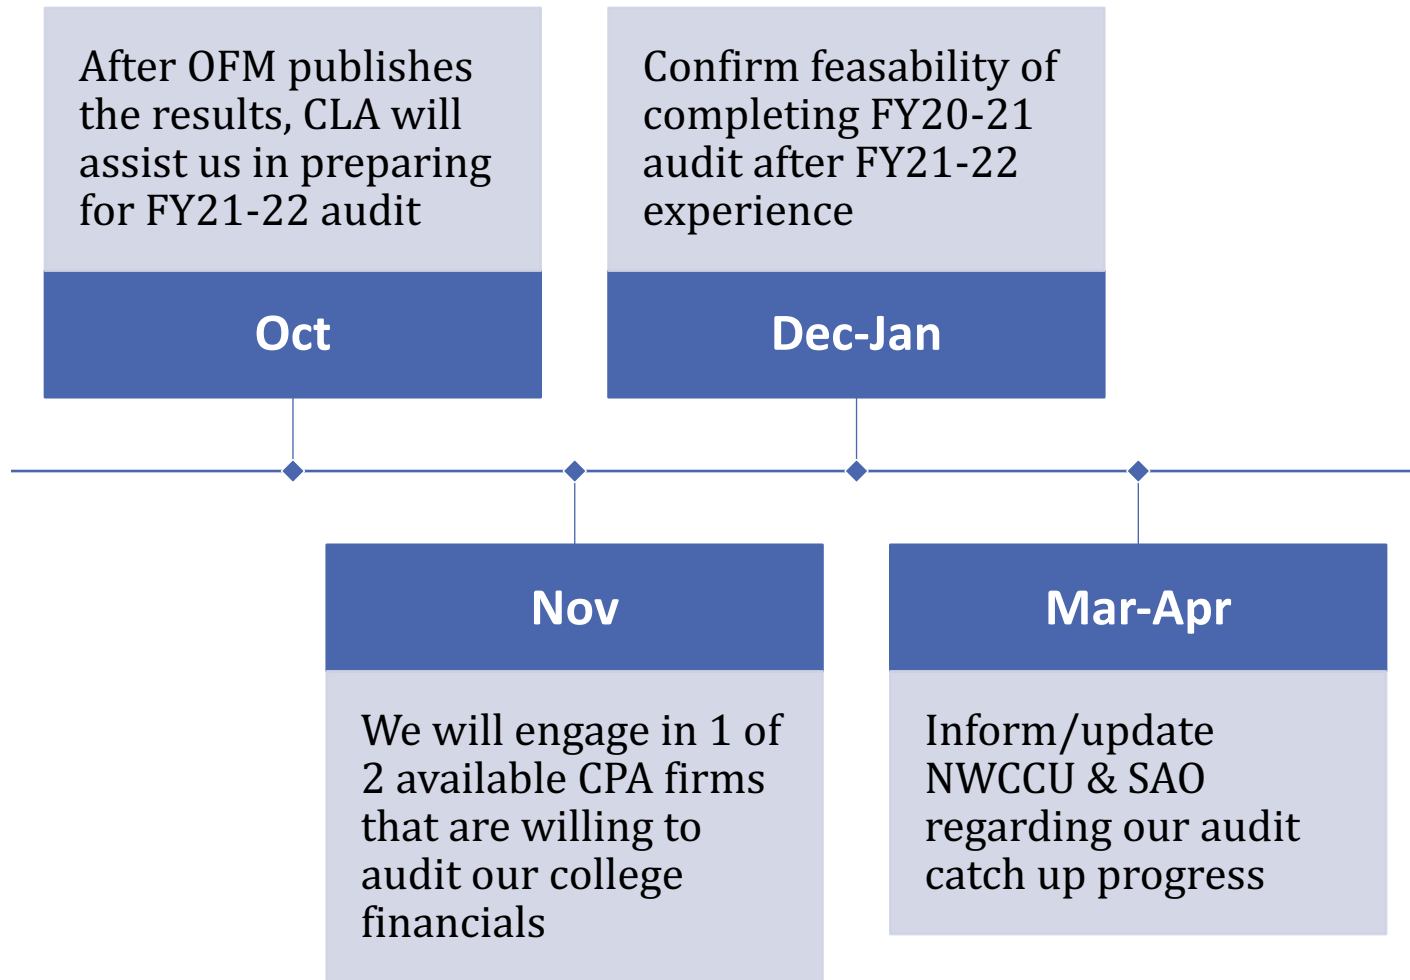 After OFM publishes
the results, CLA will
assist us in preparing
for FY21-22 audit
Oct
Nov
We will engage in 1 of
2 available CPA firms
that are willing to
audit our college
financials
Confirm feasability of
completing FY20-21
audit after FY21-22
experience
Dec-Jan
Mar-Apr
Inform/update
NWCCU & SAO
regarding our audit
catch up progress